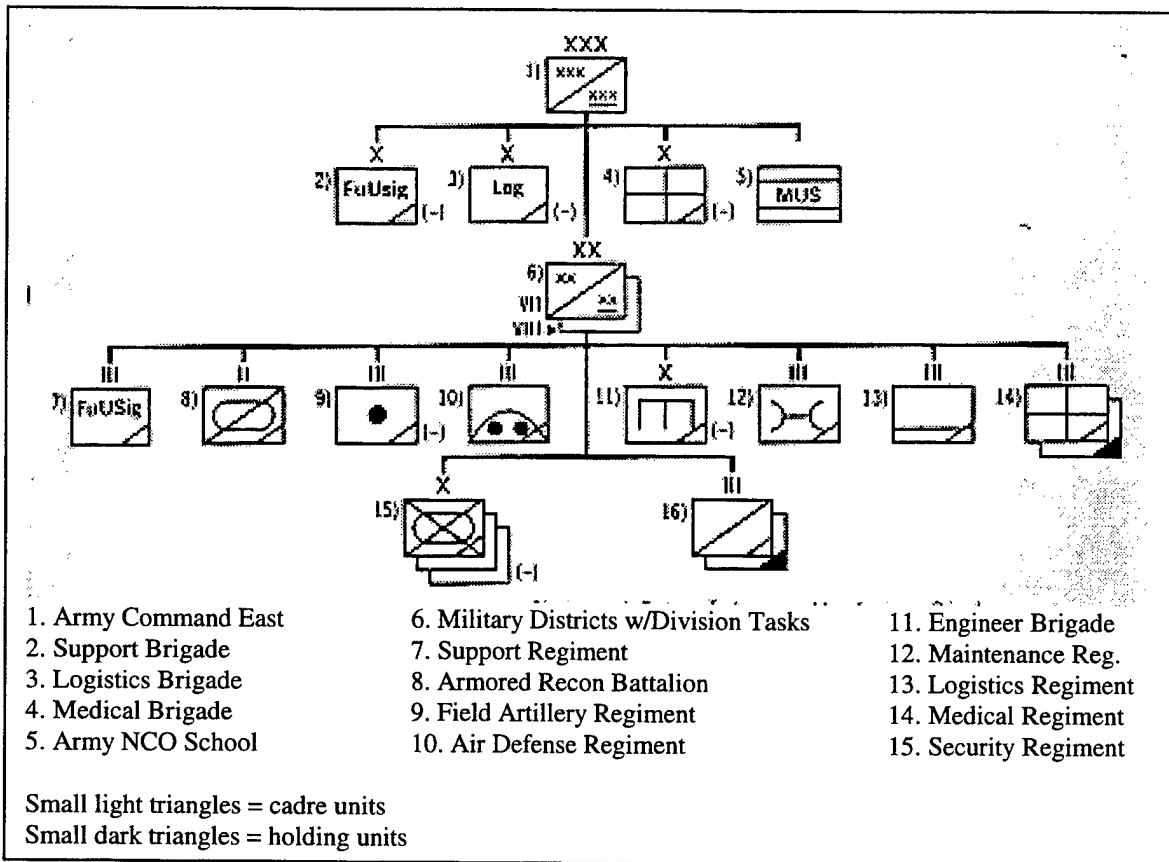 XXX
1) xxx
xxx
X X X
2) FüUsig (-)
3) Log (-)
4) (-)
5) MUS
XX
6) xx
xx
VII
VIII
III II III III X III III III
7) FüUSig
8)
9) (-)
10)
11) (-)
12)
13)
14)
X III
15) (-)
16)
1. Army Command East
2. Support Brigade
3. Logistics Brigade
4. Medical Brigade
5. Army NCO School
6. Military Districts w/Division Tasks
7. Support Regiment
8. Armored Recon Battalion
9. Field Artillery Regiment
10. Air Defense Regiment
11. Engineer Brigade
12. Maintenance Reg.
13. Logistics Regiment
14. Medical Regiment
15. Security Regiment
Small light triangles = cadre units
Small dark triangles = holding units